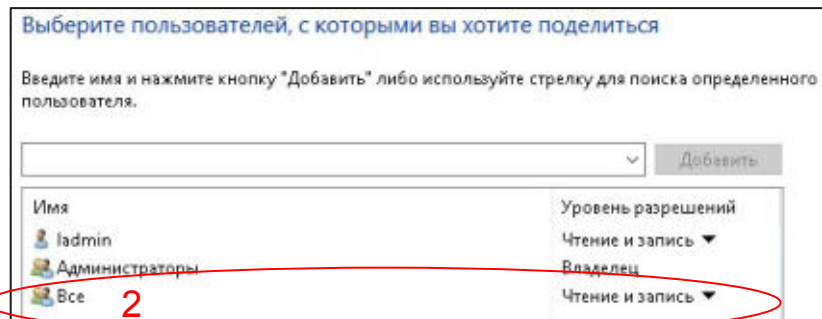 Выберите пользователей, с которыми вы хотите поделиться
Введите имя и нажмите кнопку "Добавить" либо используйте стрелку для поиска определенного
пользователя.
Добавить
Имя Уровень разрешений
ladmin Чтение и запись
Администраторы Владелец
Все 2 Чтение и запись